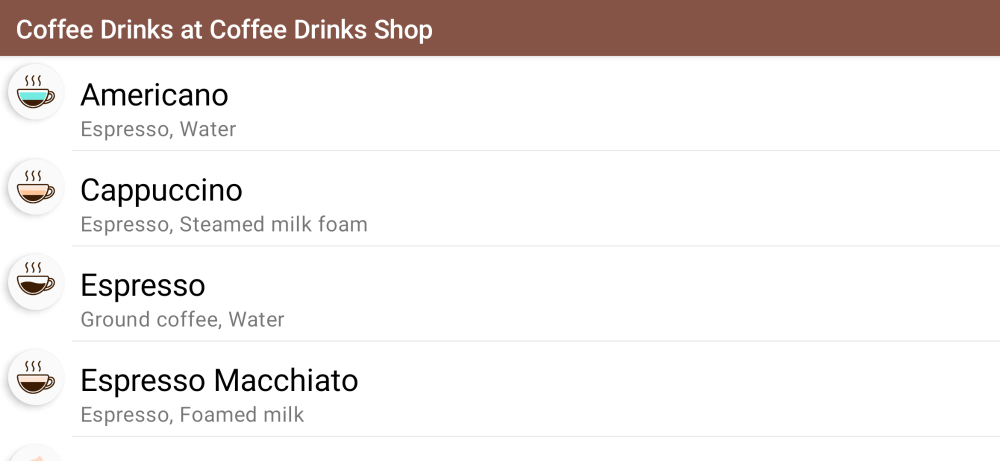 Coffee Drinks at Coffee Drinks Shop
Americano
Espresso, Water
Cappuccino
Espresso, Steamed milk foam
Espresso
Ground coffee, Water
Espresso Macchiato
Espresso, Foamed milk